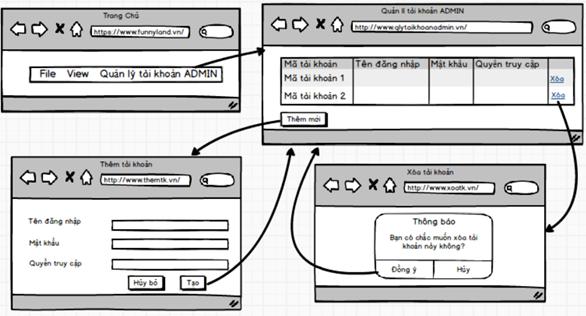 Trang Chủ
https://www.funnyland.vn/
File View Quản lý tài khoản ADMIN
Quản lí tài khoản ADMIN
http://www.qlytaikhoanadmin.vn/
Mã tài khoản Tên đăng nhập Mật khẩu Quyền truy cập
Mã tài khoản 1 Xóa
Mã tài khoản 2 Xóa
Thêm mới
Thêm tài khoản
http://www.themtk.vn/
Tên đăng nhập
Mật khẩu
Quyền truy cập
Hủy bỏ Tạo
Xóa tài khoản
http://www.xoatk.vn/
Thông báo
Bạn có chắc muốn xóa tài
khoản này không?
Đồng ý Hủy